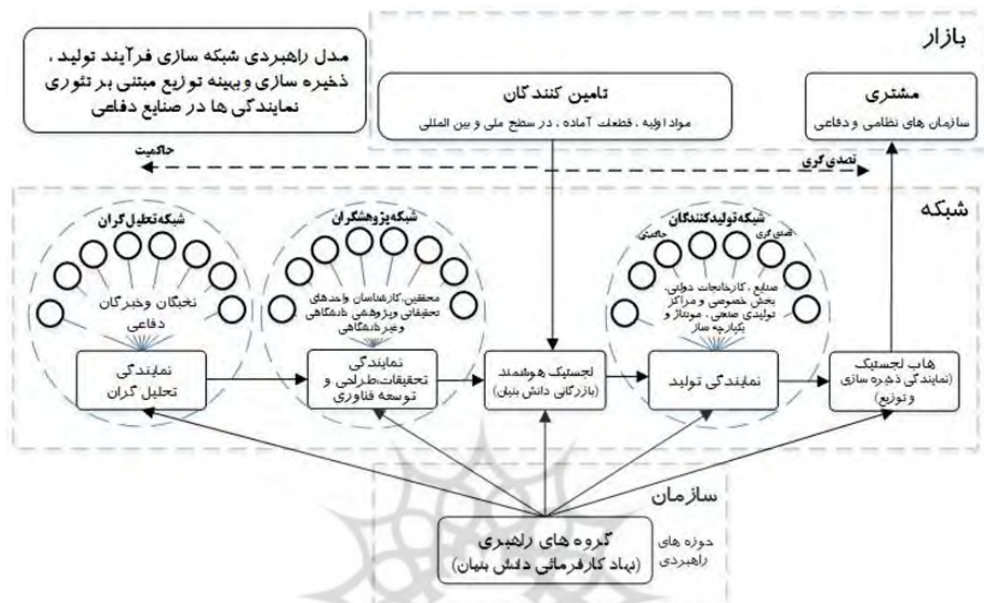 بازار
مدل راهبردی شبکه سازی فرآیند تولید ،
ذخیره سازی و بهینه توزیع مبتنی بر تئوری
نمایندگی ها در صنایع دفاعی
تامین کنندگان
مواد اولیه ، قطعات آماده ، در سطح ملی و بین المللی
مشتری
سازمان های نظامی و دفاعی
حاکمیت
تصدی گری
شبکه
شبکه تحلیل گران
نخبگان و خبرگان
دفاعی
نمایندگی
تحلیل گران
شبکه پژوهشگران
محققین، کارشناسان واحدهای
تحقیقاتی و پژوهشی دانشگاهی
و غیردانشگاهی
نمایندگی
تحقیقات،طراحی و
توسعه فناوری
لجستیک هوشمند
(بازرگانی دانش بنیان)
شبکه تولیدکنندگان
حاکمیتی
تصدی گری
صنایع ، کارخانجات دولتی،
بخش خصوصی و مراکز
تولیدی صنعتی ، مونتاژ و
یکپارچه ساز
نمایندگی تولید
هاب لجستیک
(نمایندگی ذخیره سازی
و توزیع)
سازمان
گروه های راهبری
(نهاد کارفرمائی دانش بنیان)
حوزه های
راهبردی